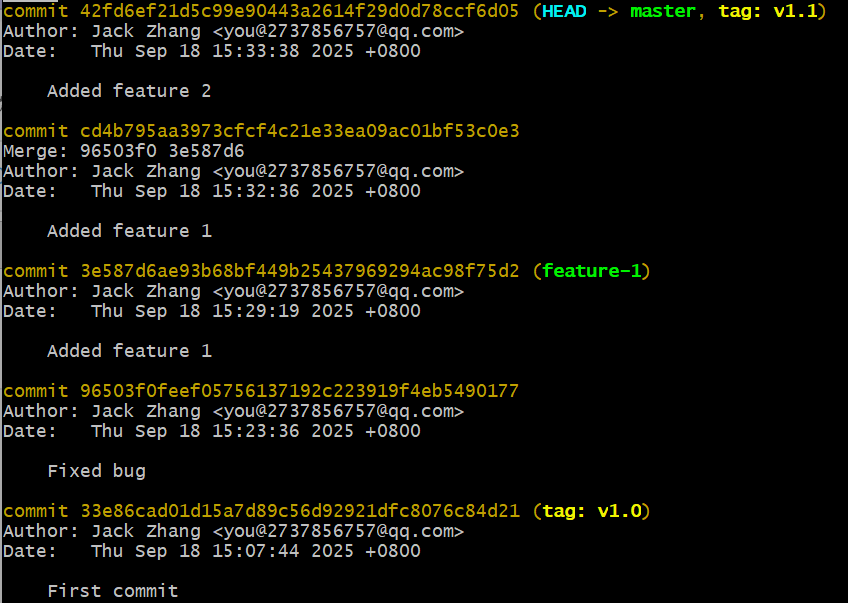 commit 42fd6ef21d5c99e90443a2614f29d0d78ccf6d05 (HEAD -> master, tag: v1.1)
Author: Jack Zhang <you@2737856757@qq.com>
Date:   Thu Sep 18 15:33:38 2025 +0800
Added feature 2
commit cd4b795aa3973cfcf4c21e33ea09ac01bf53c0e3
Merge: 96503f0 3e587d6
Author: Jack Zhang <you@2737856757@qq.com>
Date:   Thu Sep 18 15:32:36 2025 +0800
Added feature 1
commit 3e587d6ae93b68bf449b25437969294ac98f75d2 (feature-1)
Author: Jack Zhang <you@2737856757@qq.com>
Date:   Thu Sep 18 15:29:19 2025 +0800
Added feature 1
commit 96503f0feef05756137192c223919f4eb5490177
Author: Jack Zhang <you@2737856757@qq.com>
Date:   Thu Sep 18 15:23:36 2025 +0800
Fixed bug
commit 33e86cad01d15a7d89c56d92921dfc8076c84d21 (tag: v1.0)
Author: Jack Zhang <you@2737856757@qq.com>
Date:   Thu Sep 18 15:07:44 2025 +0800
First commit